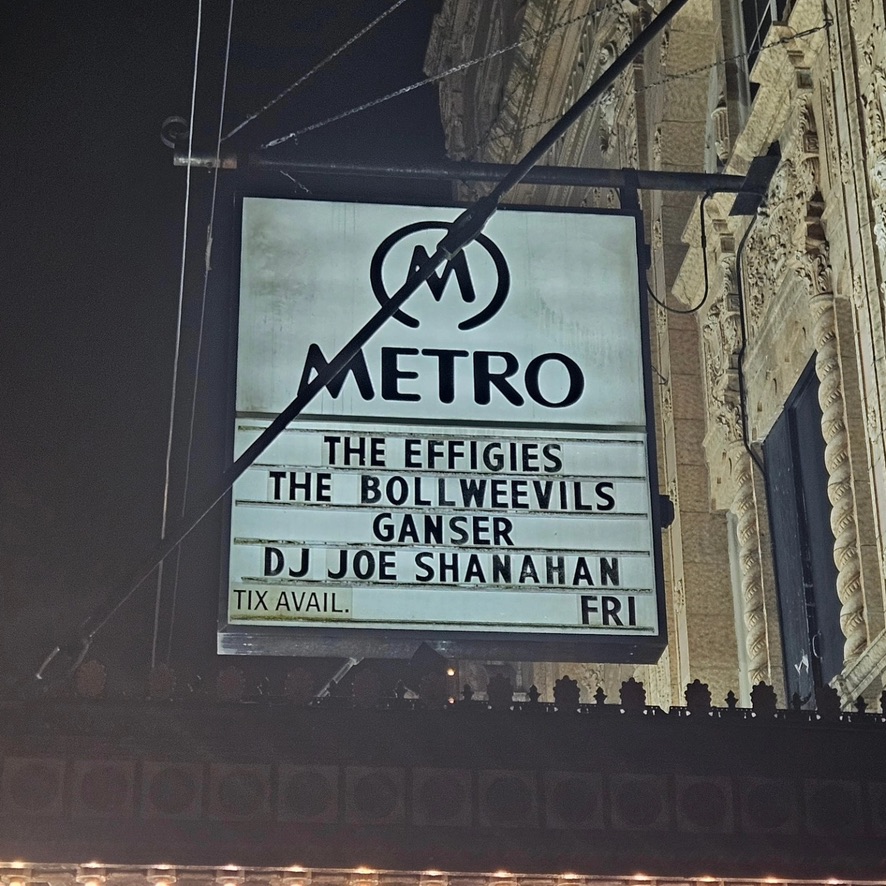 M
METRO
THE EFFIGIES
THE BOLLWEEVILS
GANSER
DJ JOE SHANAHAN
TIX AVAIL. FRI